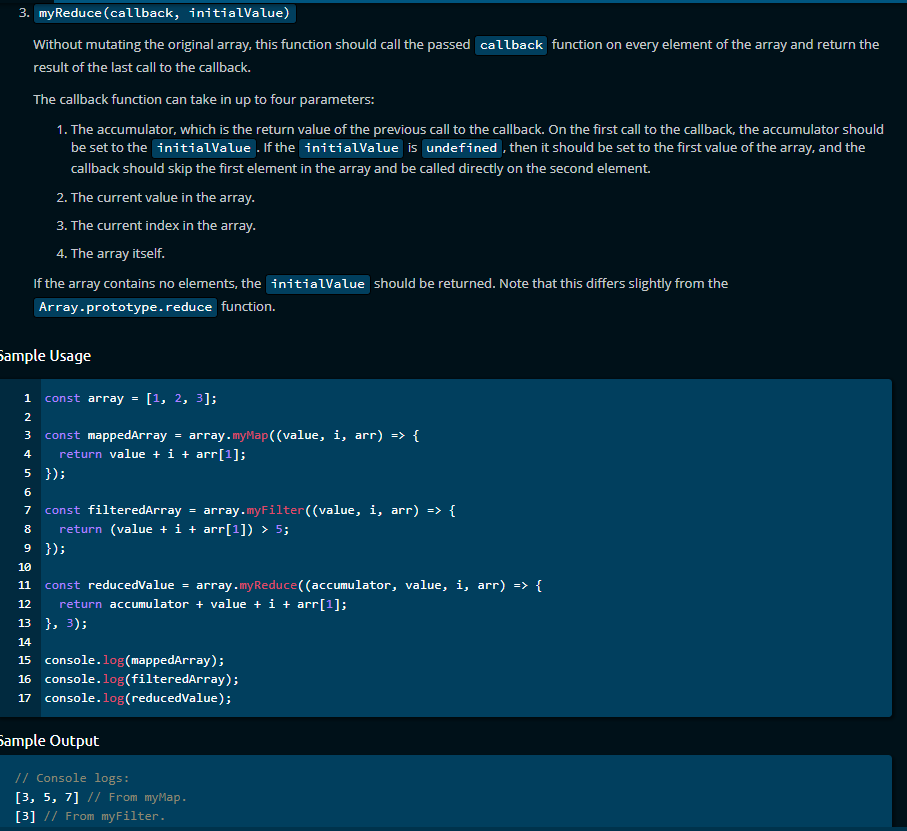 3. myReduce(callback, initialValue)
Without mutating the original array, this function should call the passed callback function on every element of the array and return the
result of the last call to the callback.
The callback function can take in up to four parameters:
1. The accumulator, which is the return value of the previous call to the callback. On the first call to the callback, the accumulator should
be set to the initialValue. If the initialValue is undefined, then it should be set to the first value of the array, and the
callback should skip the first element in the array and be called directly on the second element.
2. The current value in the array.
3. The current index in the array.
4. The array itself.
If the array contains no elements, the initialValue should be returned. Note that this differs slightly from the
Array.prototype.reduce function.
Sample Usage
1 const array = [1, 2, 3];
2
3 const mappedArray = array.myMap((value, i, arr) => {
4   return value + i + arr[1];
5 });
6
7 const filteredArray = array.myFilter((value, i, arr) => {
8   return (value + i + arr[1]) > 5;
9 });
10
11 const reducedValue = array.myReduce((accumulator, value, i, arr) => {
12   return accumulator + value + i + arr[1];
13 }, 3);
14
15 console.log(mappedArray);
16 console.log(filteredArray);
17 console.log(reducedValue);
Sample Output
// Console logs:
[3, 5, 7] // From myMap.
[3] // From myFilter.